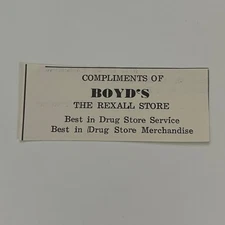 COMPLIMENTS OF
BOYD'S
THE REXALL STORE
Best in Drug Store Service
Best in Drug Store Merchandise